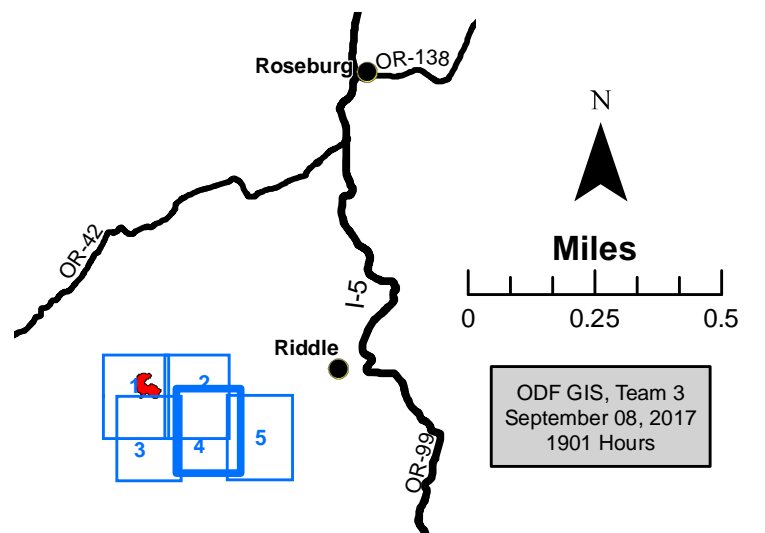 Roseburg
OR-138
N
OR-42
Miles
I-5
0 0.25 0.5
Riddle
1 2
3 4 5
OR-99
ODF GIS, Team 3
September 08, 2017
1901 Hours